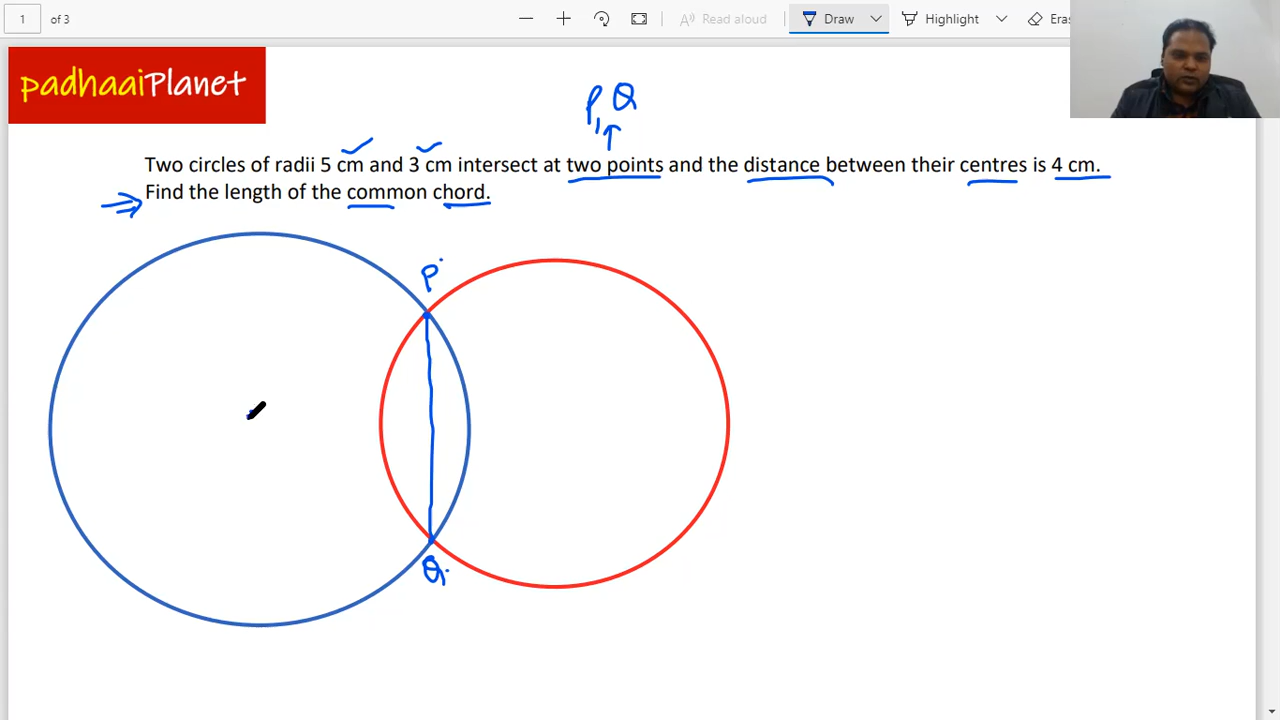 1 of 3
Read aloud
Draw
Highlight
Eras
padhaaiPlanet
P, Q
Two circles of radii 5 cm and 3 cm intersect at two points and the distance between their centres is 4 cm.
Find the length of the common chord.
P
Q